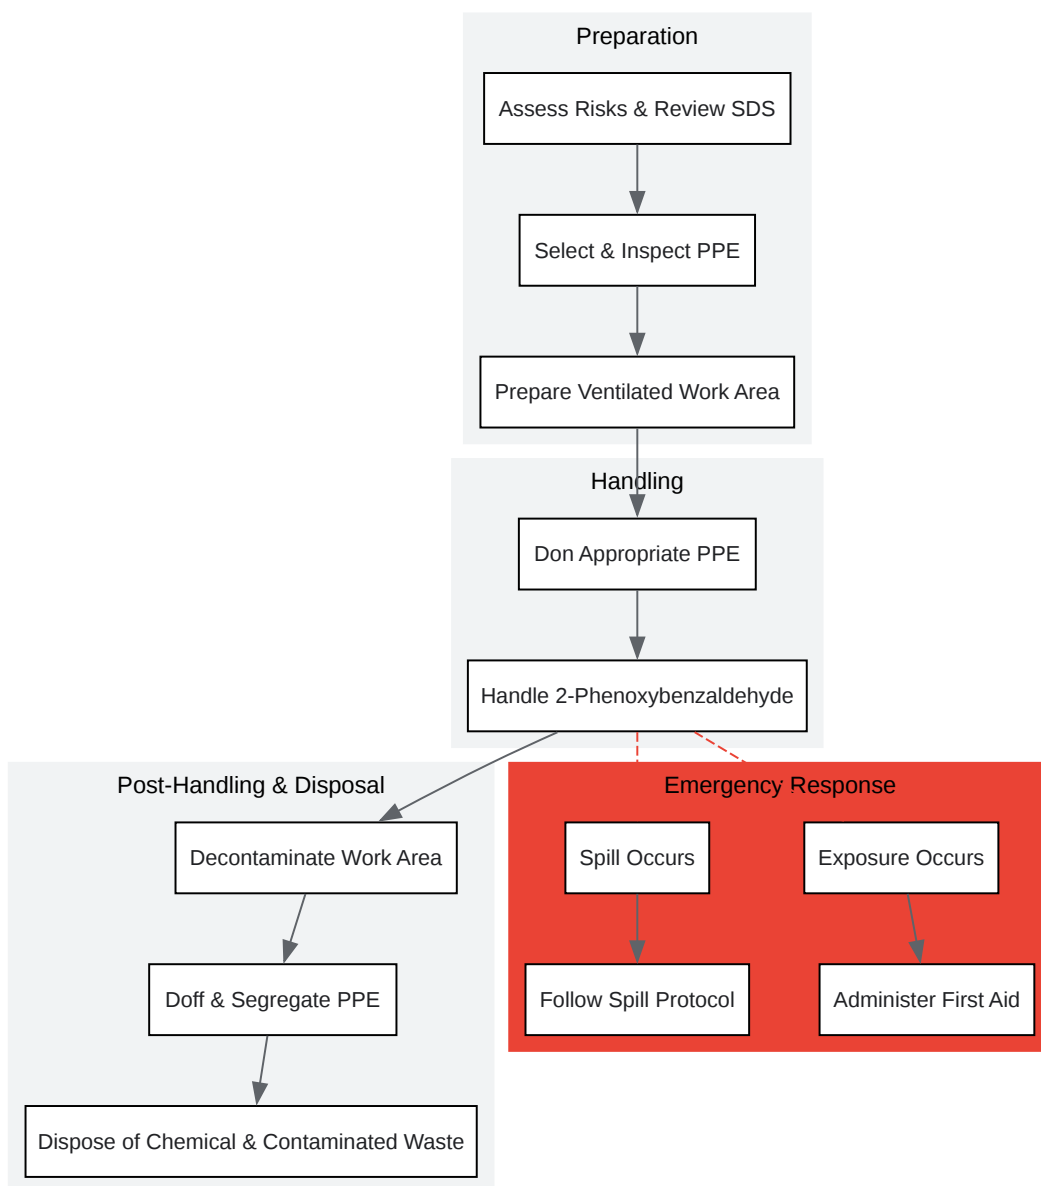 Preparation
Assess Risks & Review SDS
Select & Inspect PPE
Prepare Ventilated Work Area
Handling
Don Appropriate PPE
Handle 2-Phenoxybenzaldehyde
Post-Handling & Disposal
Decontaminate Work Area
Doff & Segregate PPE
Dispose of Chemical & Contaminated Waste
Emergency Response
Spill Occurs
Exposure Occurs
Follow Spill Protocol
Administer First Aid